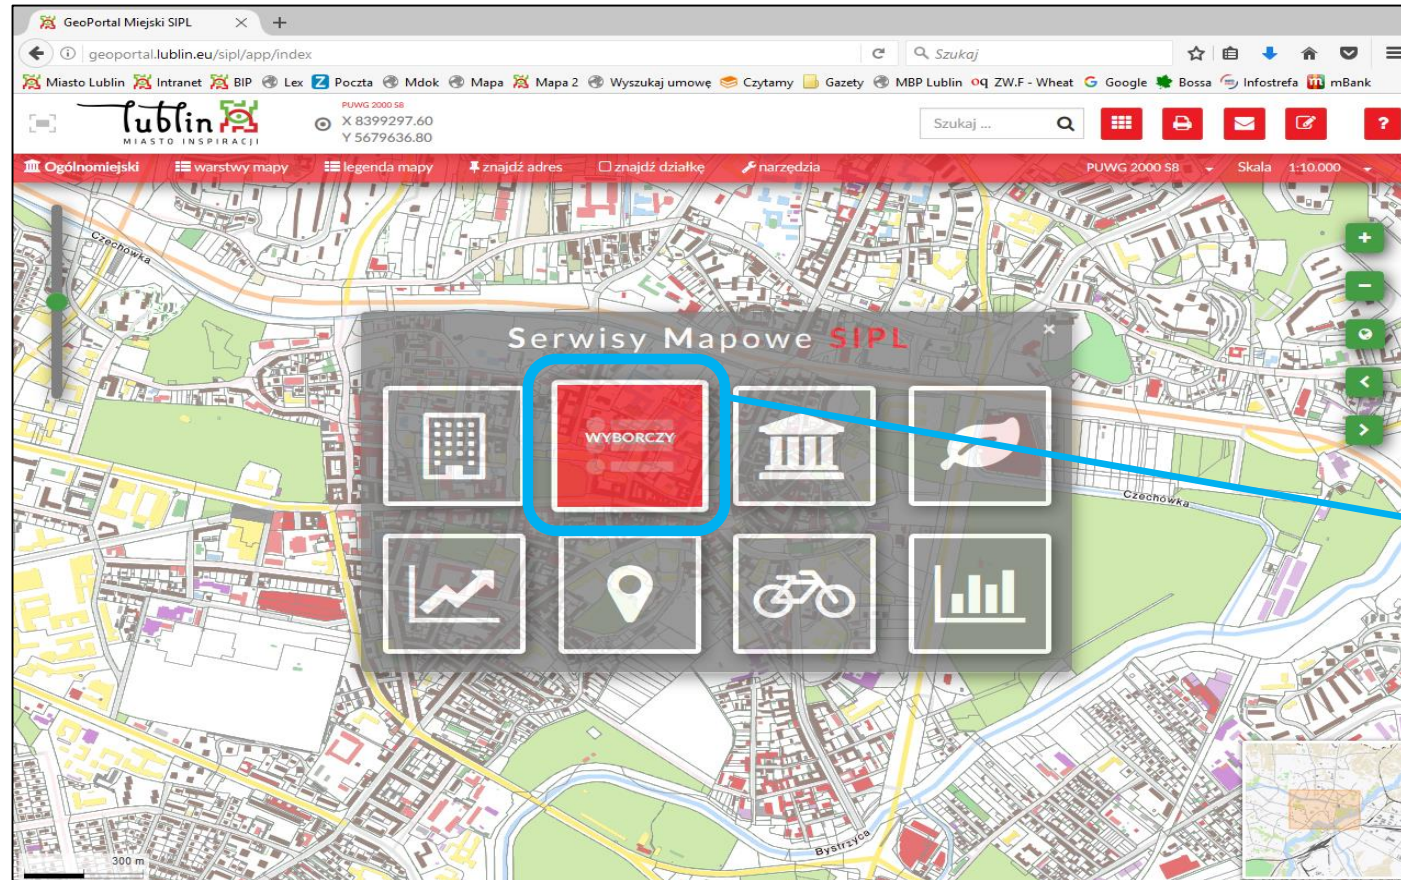 GeoPortal Miejski SIPL
geoportal.lublin.eu/sipl/app/index
Szukaj
Miasto Lublin Intranet BIP Lex Poczta Mdok Mapa Mapa 2 Wyszukaj umowę Czytamy Gazety MBP Lublin oq ZW.F - Wheat Google Bossa Infostrefa mBank
lublin
MIASTO INSPIRACJI
PUWG 2000 S8
X 8399297.60
Y 5679636.80
Szukaj ...
Ogólnomiejski warstwy mapy legenda mapy znajdź adres znajdź działkę narzędzia PUWG 2000 S8 Skala 1:10.000
Czechówka
Serwisy Mapowe SIPL
WYBORCZY
Czechówka
Bystrzyca
300 m